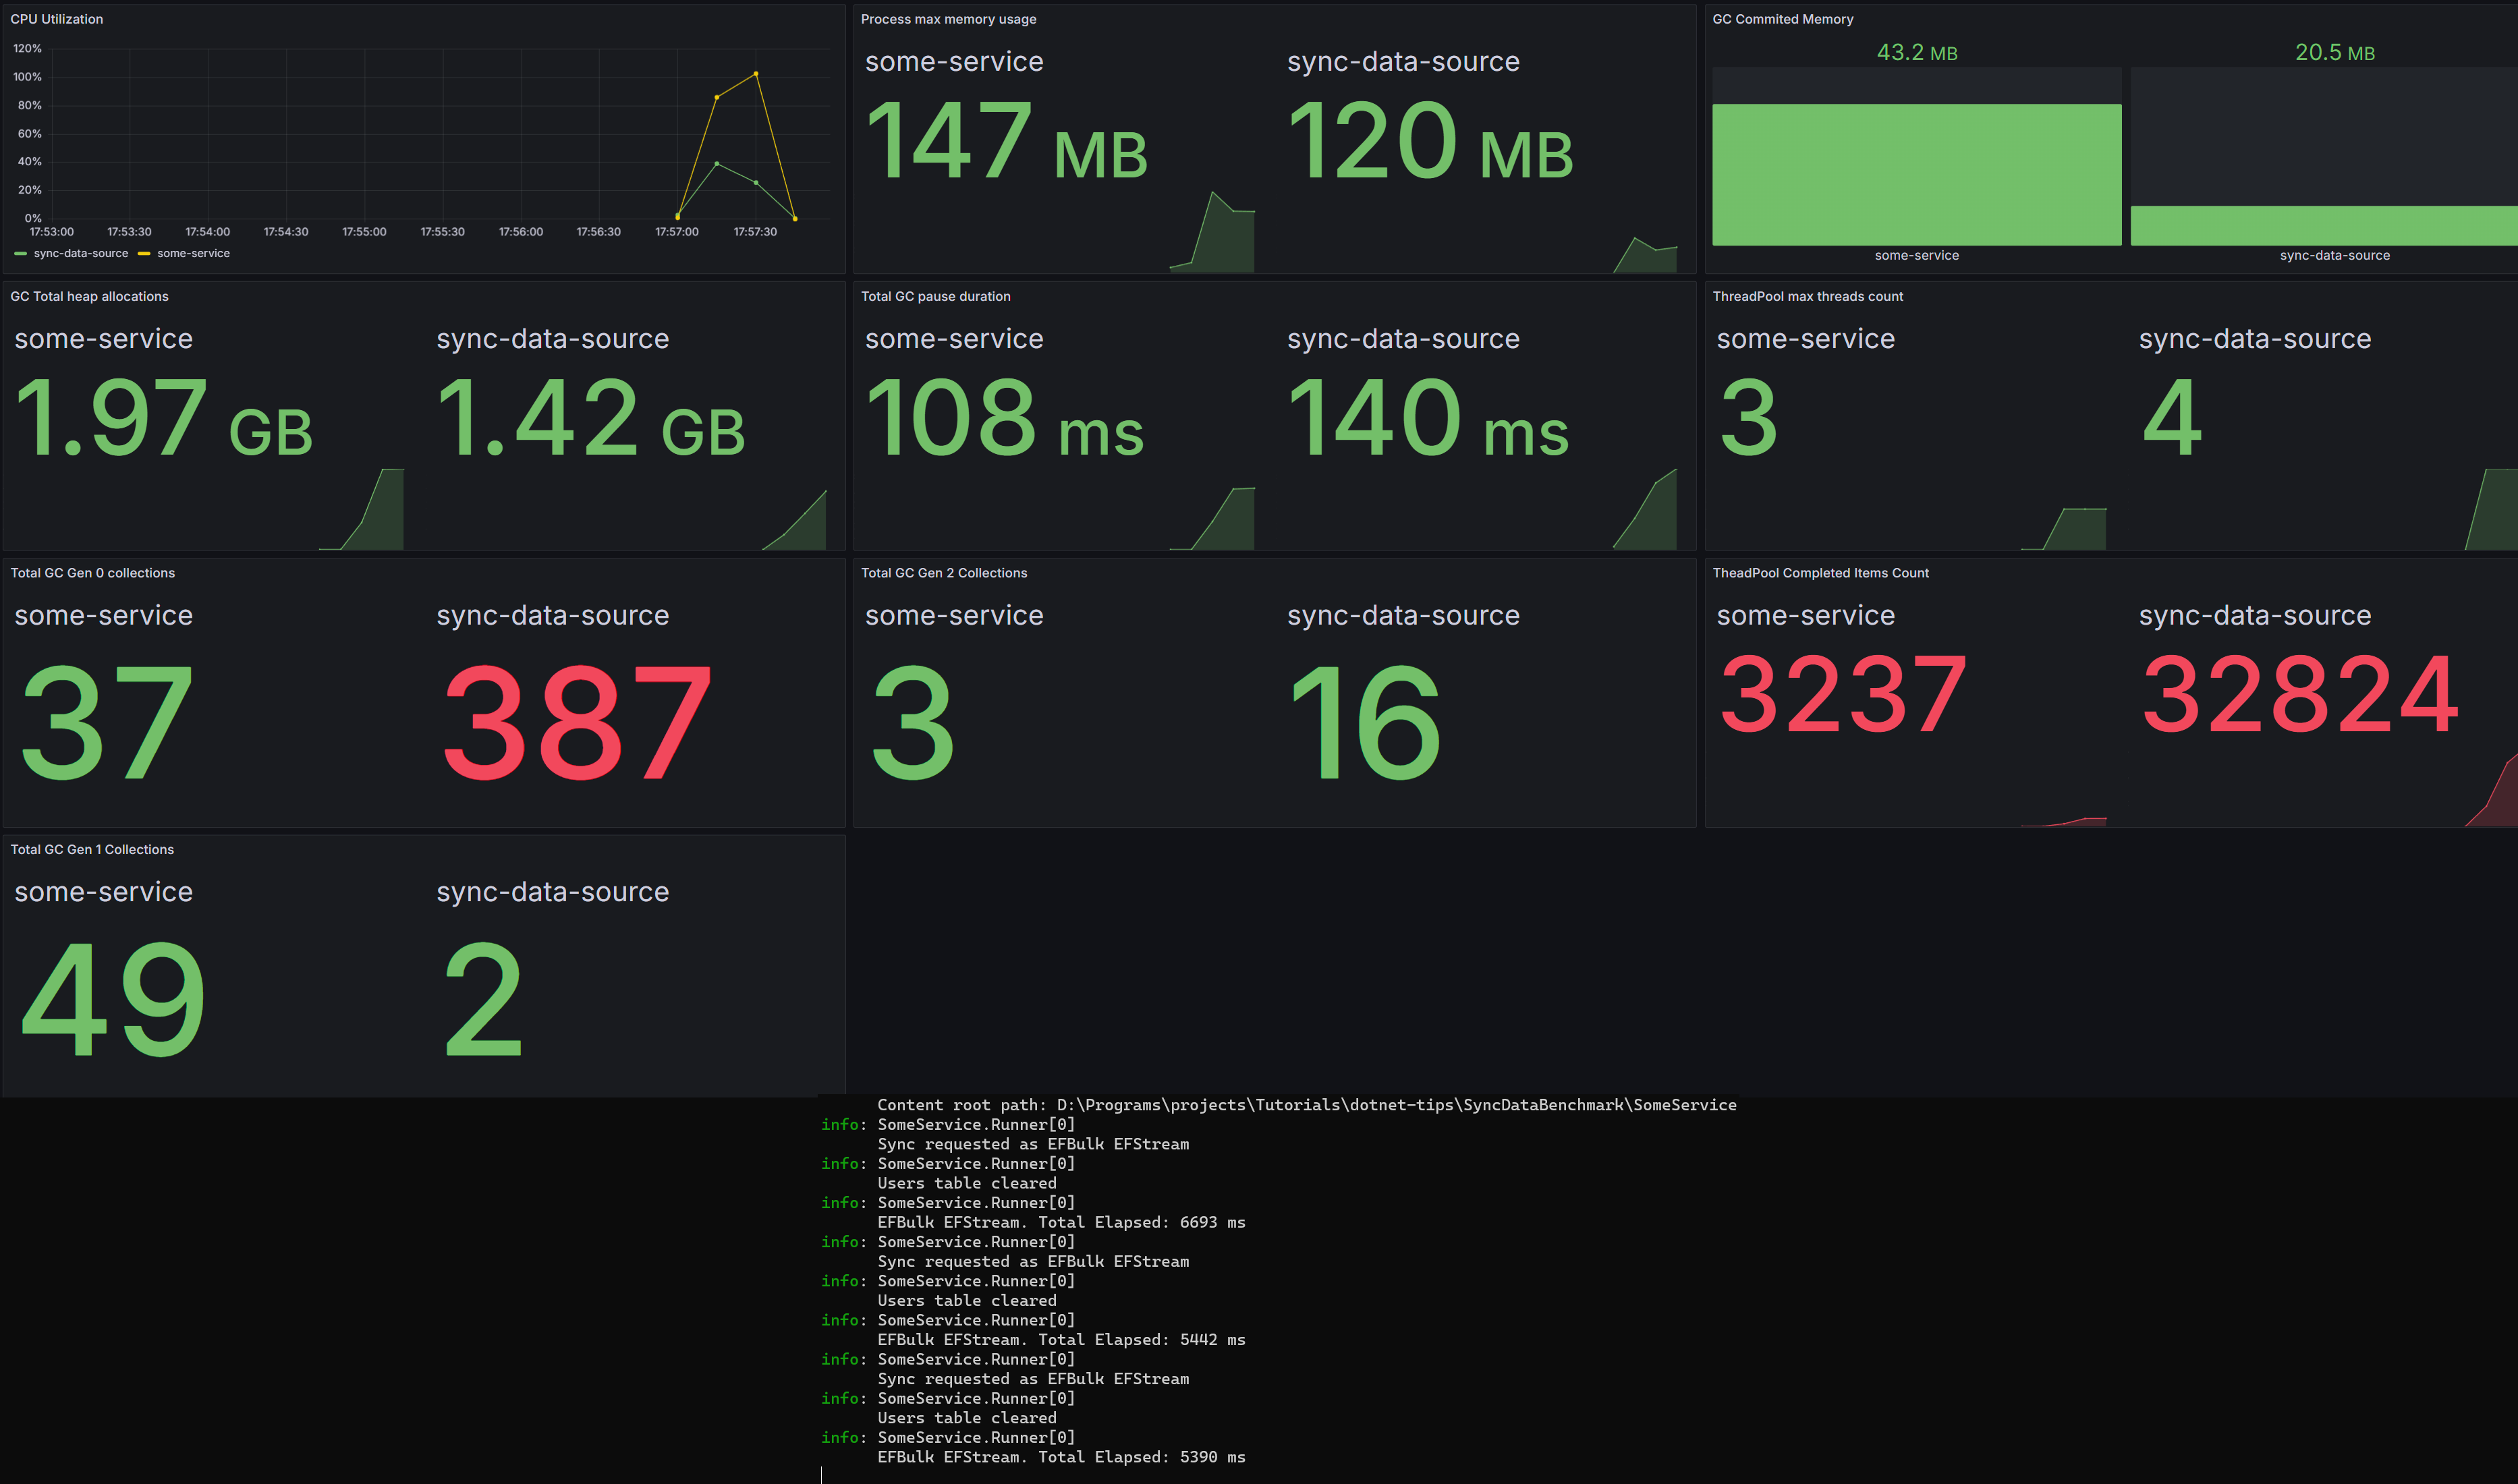 CPU Utilization
120%
100%
80%
60%
40%
20%
0%
17:53:00 17:53:30 17:54:00 17:54:30 17:55:00 17:55:30 17:56:00 17:56:30 17:57:00 17:57:30
sync-data-source some-service
Process max memory usage
some-service sync-data-source
147 MB 120 MB
GC Commited Memory
43.2 MB 20.5 MB
some-service sync-data-source
GC Total heap allocations
some-service sync-data-source
1.97 GB 1.42 GB
Total GC pause duration
some-service sync-data-source
108 ms 140 ms
ThreadPool max threads count
some-service sync-data-source
3 4
Total GC Gen 0 collections
some-service sync-data-source
37 387
Total GC Gen 2 Collections
some-service sync-data-source
3 16
TheadPool Completed Items Count
some-service sync-data-source
3237 32824
Total GC Gen 1 Collections
some-service sync-data-source
49 2
Content root path: D:\Programs\projects\Tutorials\dotnet-tips\SyncDataBenchmark\SomeService
info: SomeService.Runner[0]
Sync requested as EFBulk EFStream
info: SomeService.Runner[0]
Users table cleared
info: SomeService.Runner[0]
EFBulk EFStream. Total Elapsed: 6693 ms
info: SomeService.Runner[0]
Sync requested as EFBulk EFStream
info: SomeService.Runner[0]
Users table cleared
info: SomeService.Runner[0]
EFBulk EFStream. Total Elapsed: 5442 ms
info: SomeService.Runner[0]
Sync requested as EFBulk EFStream
info: SomeService.Runner[0]
Users table cleared
info: SomeService.Runner[0]
EFBulk EFStream. Total Elapsed: 5390 ms